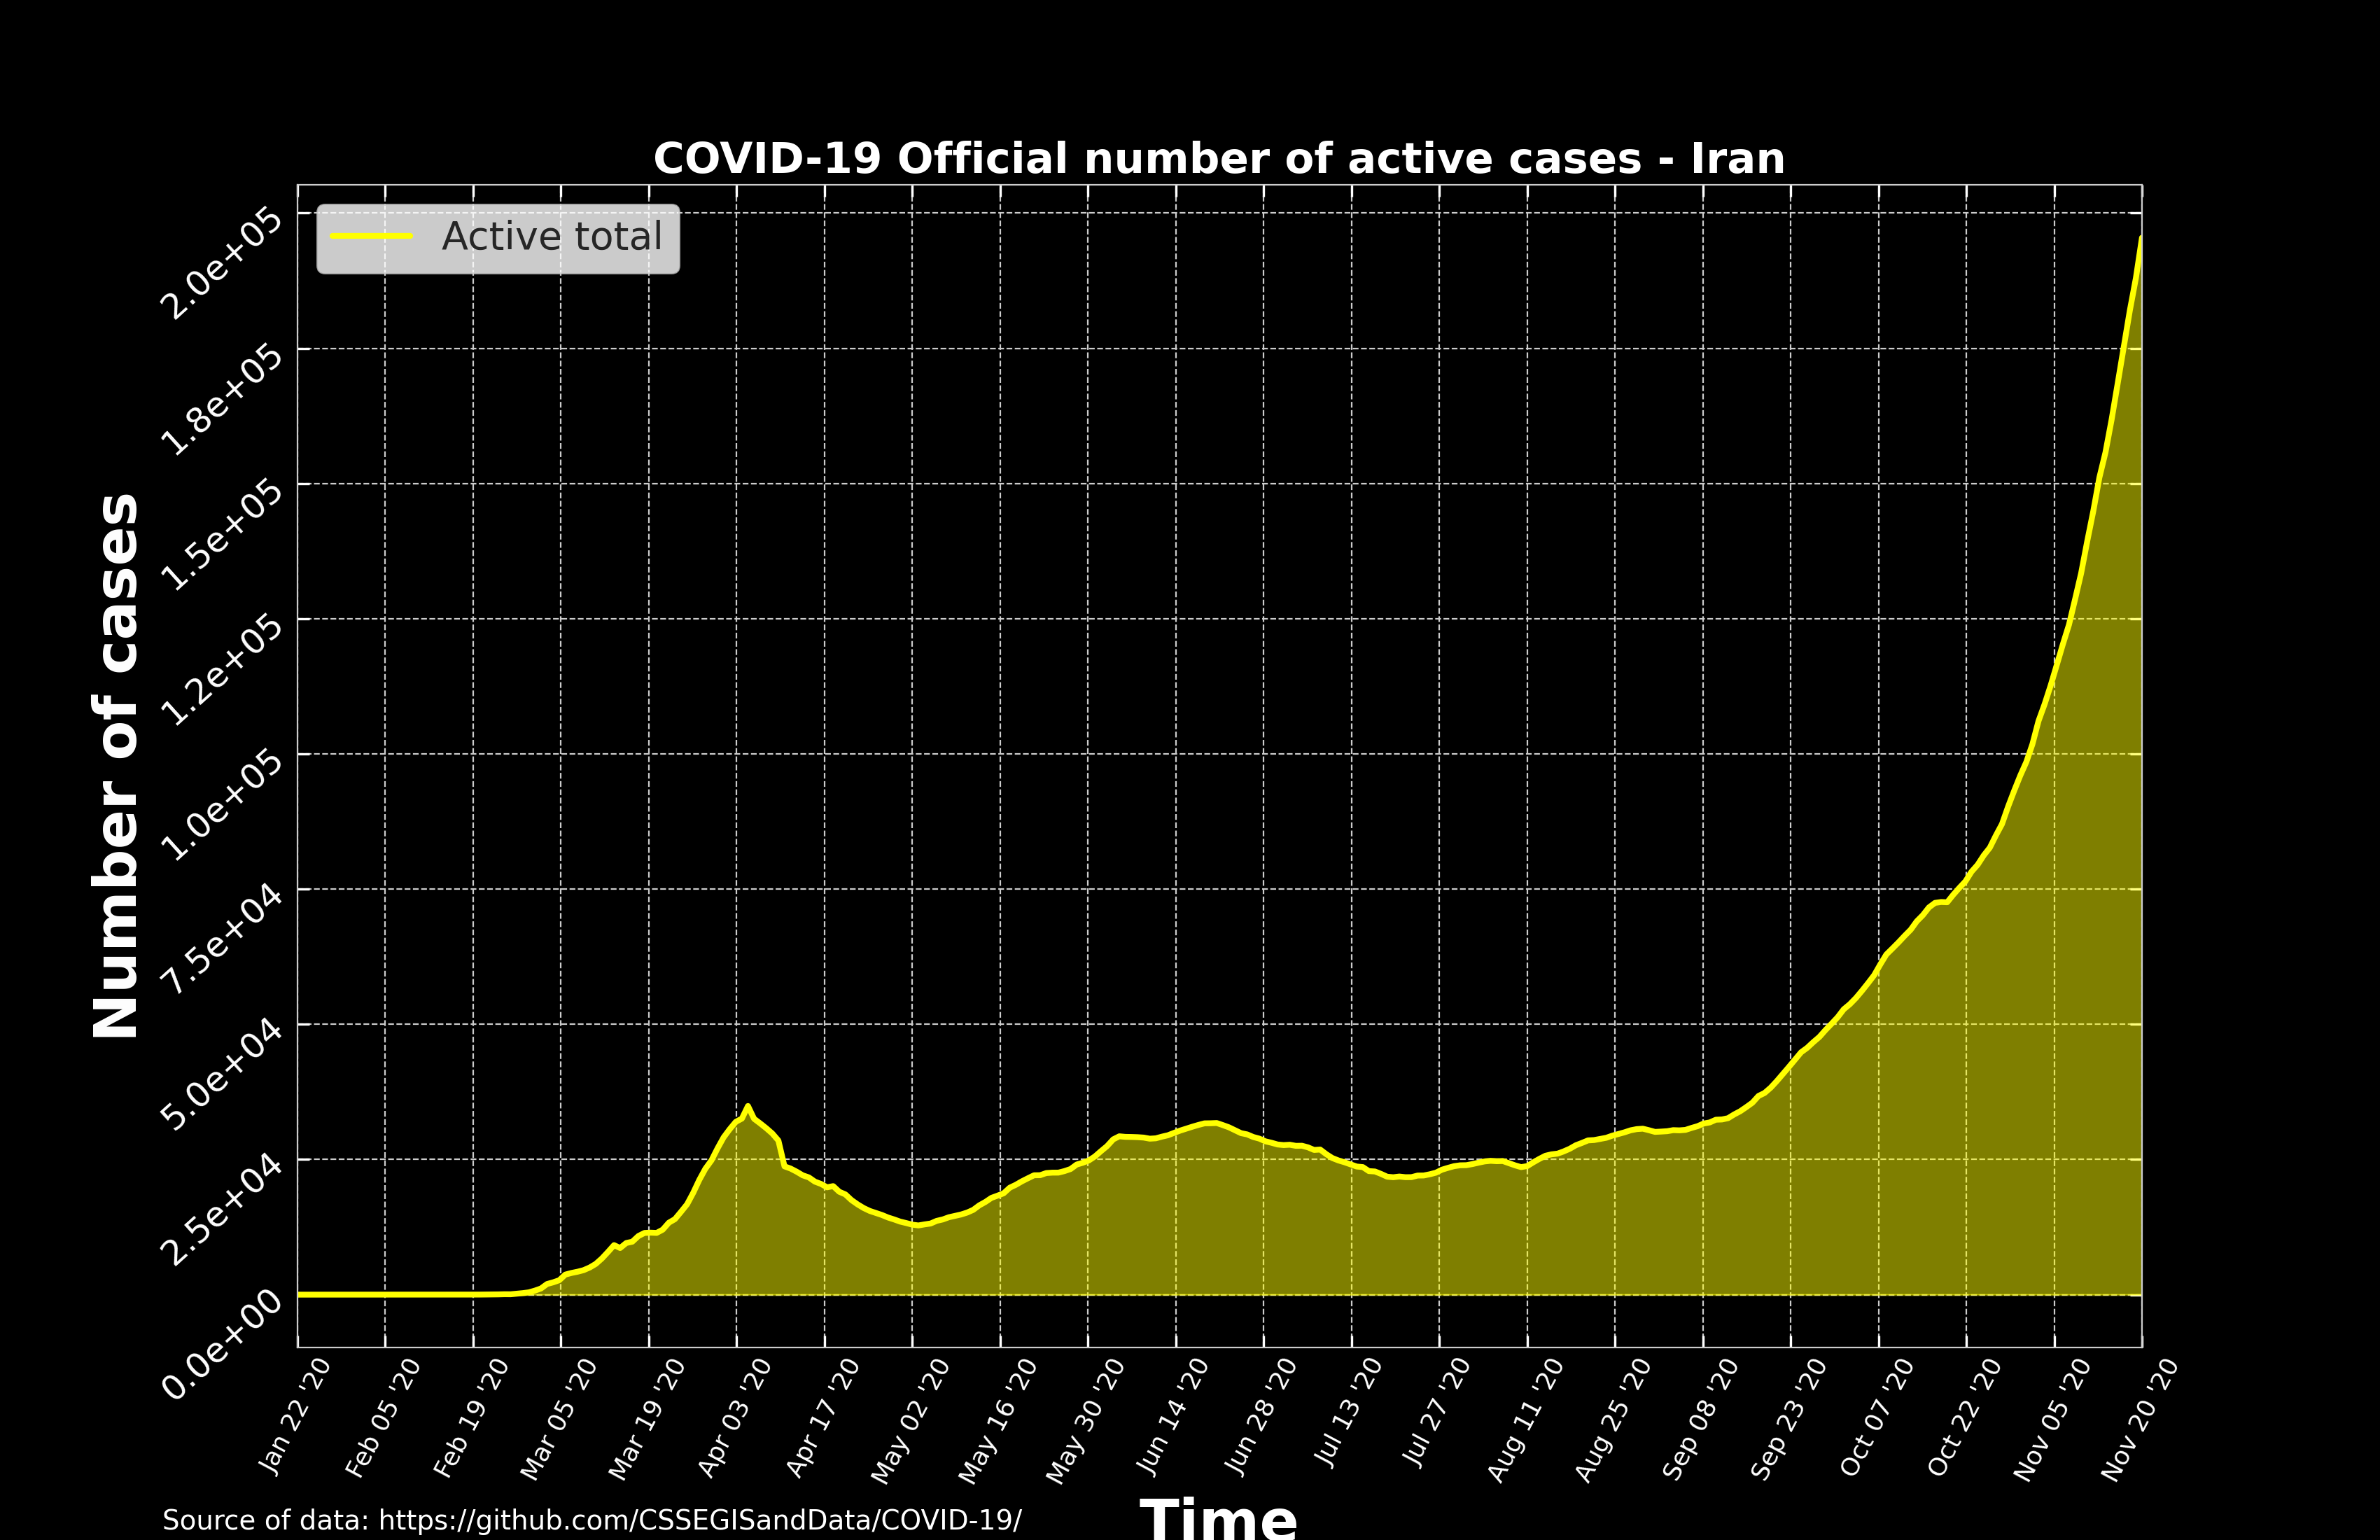 COVID-19 Official number of active cases - Iran
Active total
Number of cases
2.0e+05
1.8e+05
1.5e+05
1.2e+05
1.0e+05
7.5e+04
5.0e+04
2.5e+04
0.0e+00
Jan 22 '20
Feb 05 '20
Feb 19 '20
Mar 05 '20
Mar 19 '20
Apr 03 '20
Apr 17 '20
May 02 '20
May 16 '20
May 30 '20
Jun 14 '20
Jun 28 '20
Jul 13 '20
Jul 27 '20
Aug 11 '20
Aug 25 '20
Sep 08 '20
Sep 23 '20
Oct 07 '20
Oct 22 '20
Nov 05 '20
Nov 20 '20
Time
Source of data: https://github.com/CSSEGISandData/COVID-19/